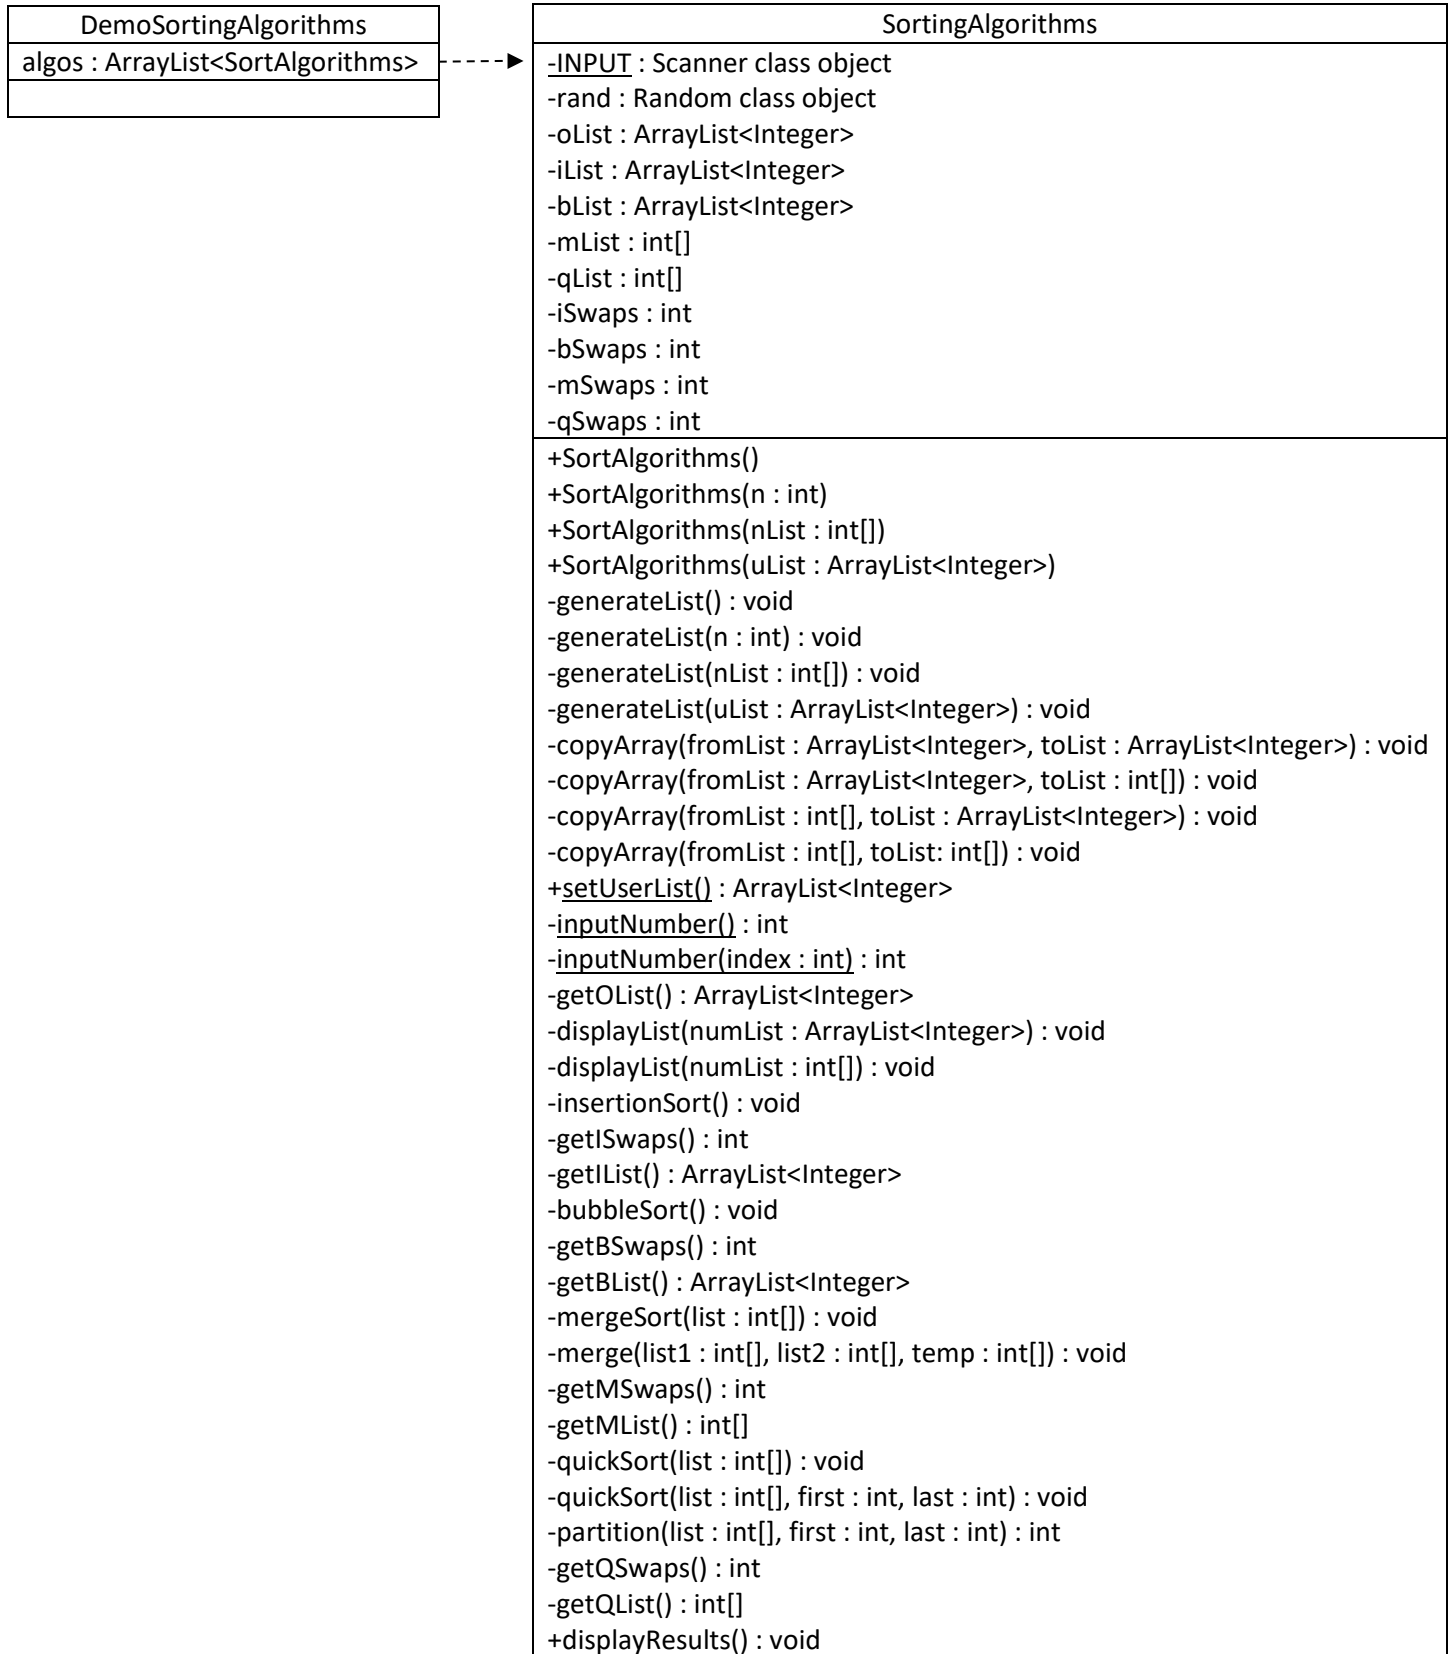 DemoSortingAlgorithms
algos : ArrayList<SortAlgorithms>
SortingAlgorithms
-INPUT : Scanner class object
-rand : Random class object
-oList : ArrayList<Integer>
-iList : ArrayList<Integer>
-bList : ArrayList<Integer>
-mList : int[]
-qList : int[]
-iSwaps : int
-bSwaps : int
-mSwaps : int
-qSwaps : int
+SortAlgorithms()
+SortAlgorithms(n : int)
+SortAlgorithms(nList : int[])
+SortAlgorithms(uList : ArrayList<Integer>)
-generateList() : void
-generateList(n : int) : void
-generateList(nList : int[]) : void
-generateList(uList : ArrayList<Integer>) : void
-copyArray(fromList : ArrayList<Integer>, toList : ArrayList<Integer>) : void
-copyArray(fromList : ArrayList<Integer>, toList : int[]) : void
-copyArray(fromList : int[], toList : ArrayList<Integer>) : void
-copyArray(fromList : int[], toList: int[]) : void
+setUserList() : ArrayList<Integer>
-inputNumber() : int
-inputNumber(index : int) : int
-getOList() : ArrayList<Integer>
-displayList(numList : ArrayList<Integer>) : void
-displayList(numList : int[]) : void
-insertionSort() : void
-getISwaps() : int
-getIList() : ArrayList<Integer>
-bubbleSort() : void
-getBSwaps() : int
-getBList() : ArrayList<Integer>
-mergeSort(list : int[]) : void
-merge(list1 : int[], list2 : int[], temp : int[]) : void
-getMSwaps() : int
-getMList() : int[]
-quickSort(list : int[]) : void
-quickSort(list : int[], first : int, last : int) : void
-partition(list : int[], first : int, last : int) : int
-getQSwaps() : int
-getQList() : int[]
+displayResults() : void